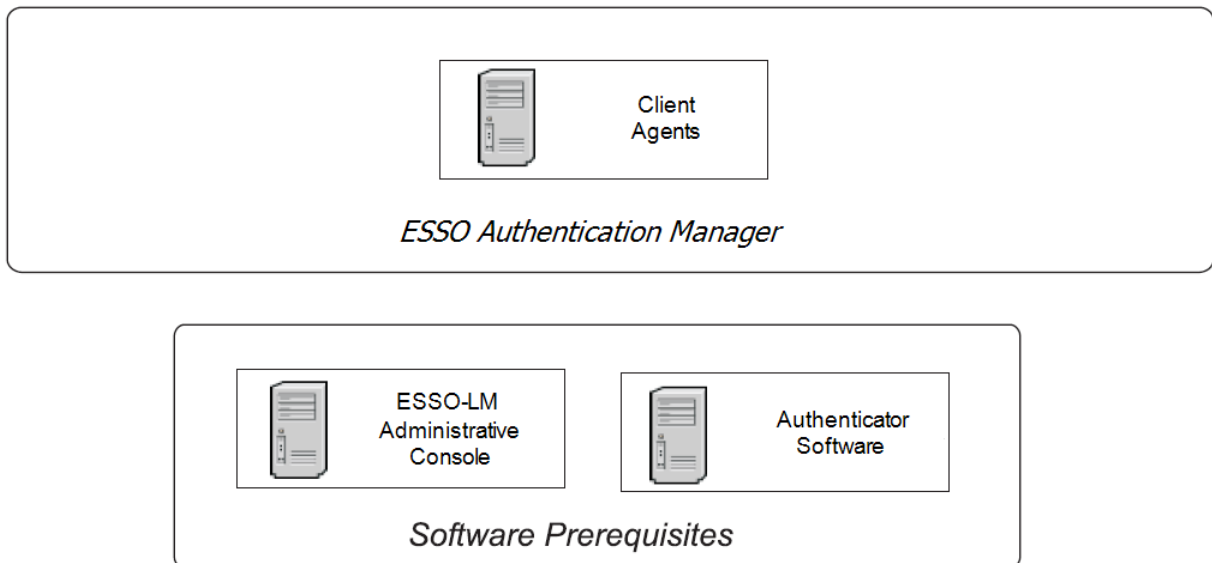 Client
Agents
ESSO Authentication Manager
ESSO-LM
Administrative
Console
Authenticator
Software
Software Prerequisites